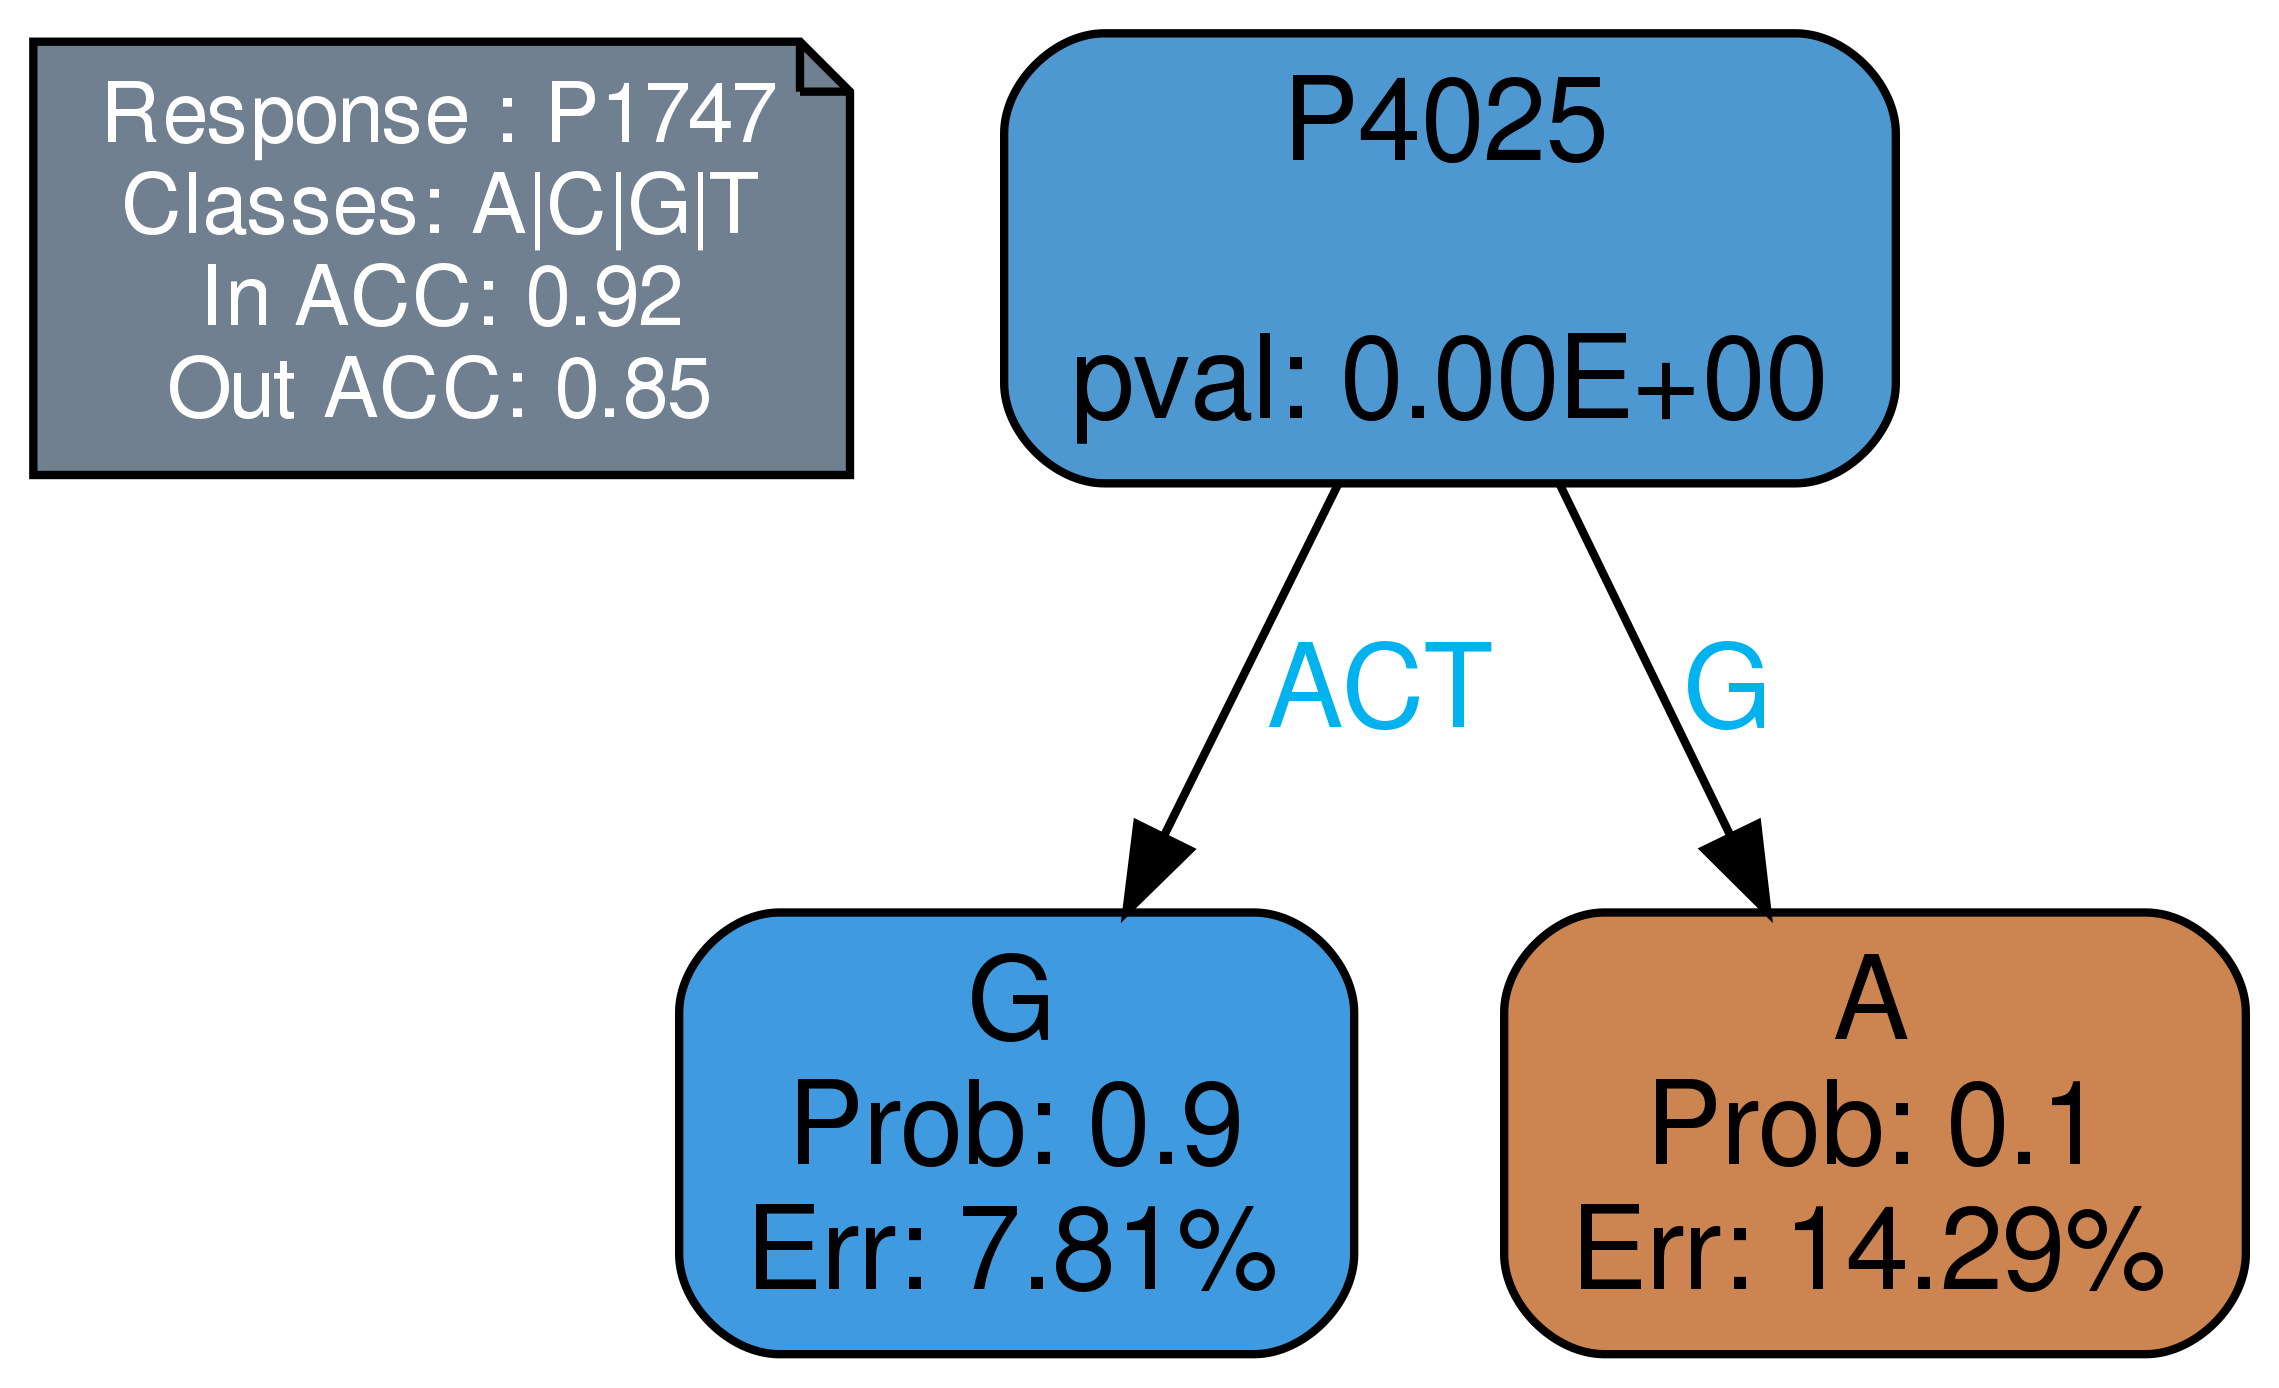 Response : P1747
Classes: A|C|G|T
In ACC: 0.92
Out ACC: 0.85
P4025
pval: 0.00E+00
ACT
G
G
Prob: 0.9
Err: 7.81%
A
Prob: 0.1
Err: 14.29%